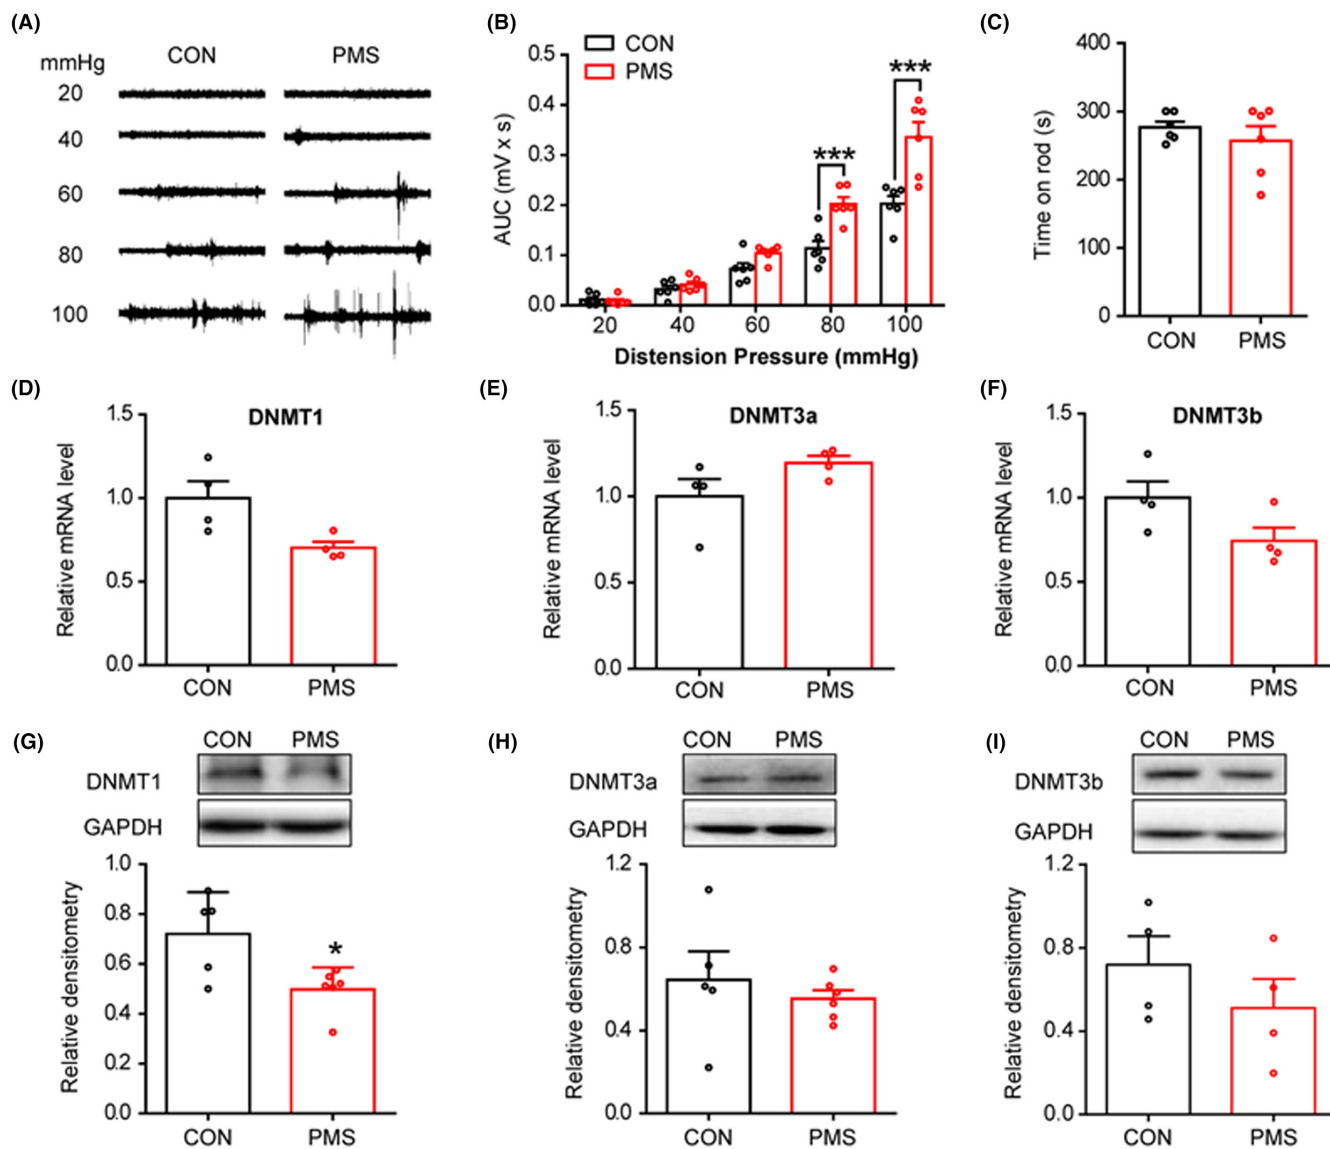 (A)
mmHg CON PMS
20
40
60
80
100
(B)
CON
PMS
AUC (mV x s)
0.5
0.4
0.3
0.2
0.1
0.0
***
***
20 40 60 80 100
Distension Pressure (mmHg)
(C)
Time on rod (s)
400
300
200
100
0
CON PMS
(D)
DNMT1
Relative mRNA level
1.5
1.0
0.5
0.0
CON PMS
(E)
DNMT3a
Relative mRNA level
1.5
1.0
0.5
0.0
CON PMS
(F)
DNMT3b
Relative mRNA level
1.5
1.0
0.5
0.0
CON PMS
(G)
CON PMS
DNMT1
GAPDH
Relative densitometry
1.0
0.8
0.6
0.4
0.2
0.0
*
CON PMS
(H)
CON PMS
DNMT3a
GAPDH
Relative densitometry
1.2
0.8
0.4
0.0
CON PMS
(I)
CON PMS
DNMT3b
GAPDH
Relative densitometry
1.2
0.8
0.4
0.0
CON PMS